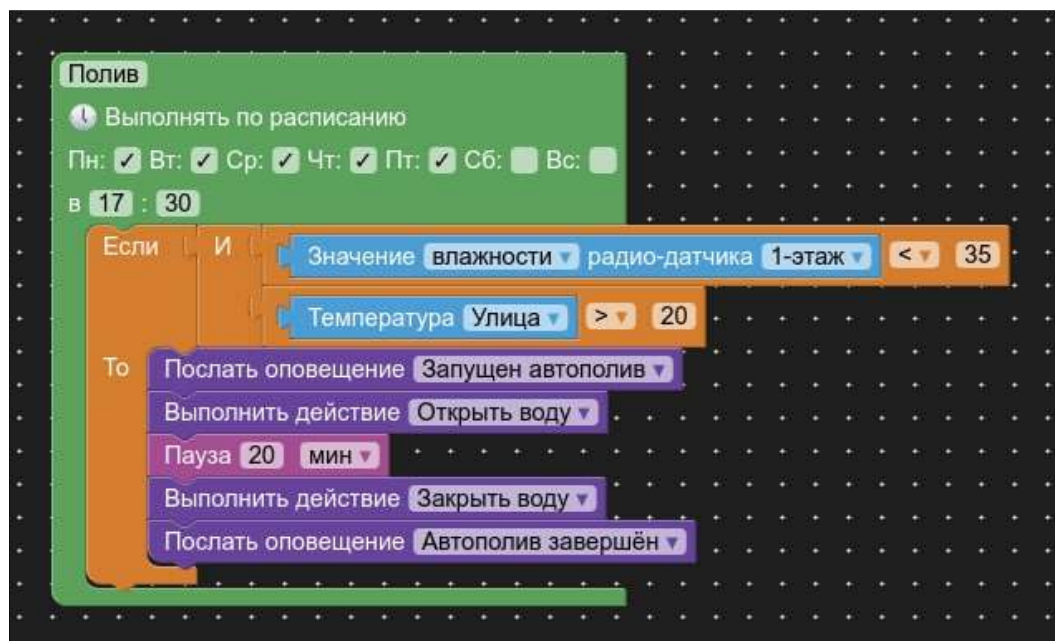 Полив
Выполнять по расписанию
Пн: Вт: Ср: Чт: Пт: Сб: Вс:
в 17 : 30
Если И Значение влажности радио-датчика 1-этаж < 35
Температура Улица > 20
То Послать оповещение Запущен автополив
Выполнить действие Открыть воду
Пауза 20 мин
Выполнить действие Закрыть воду
Послать оповещение Автополив завершён